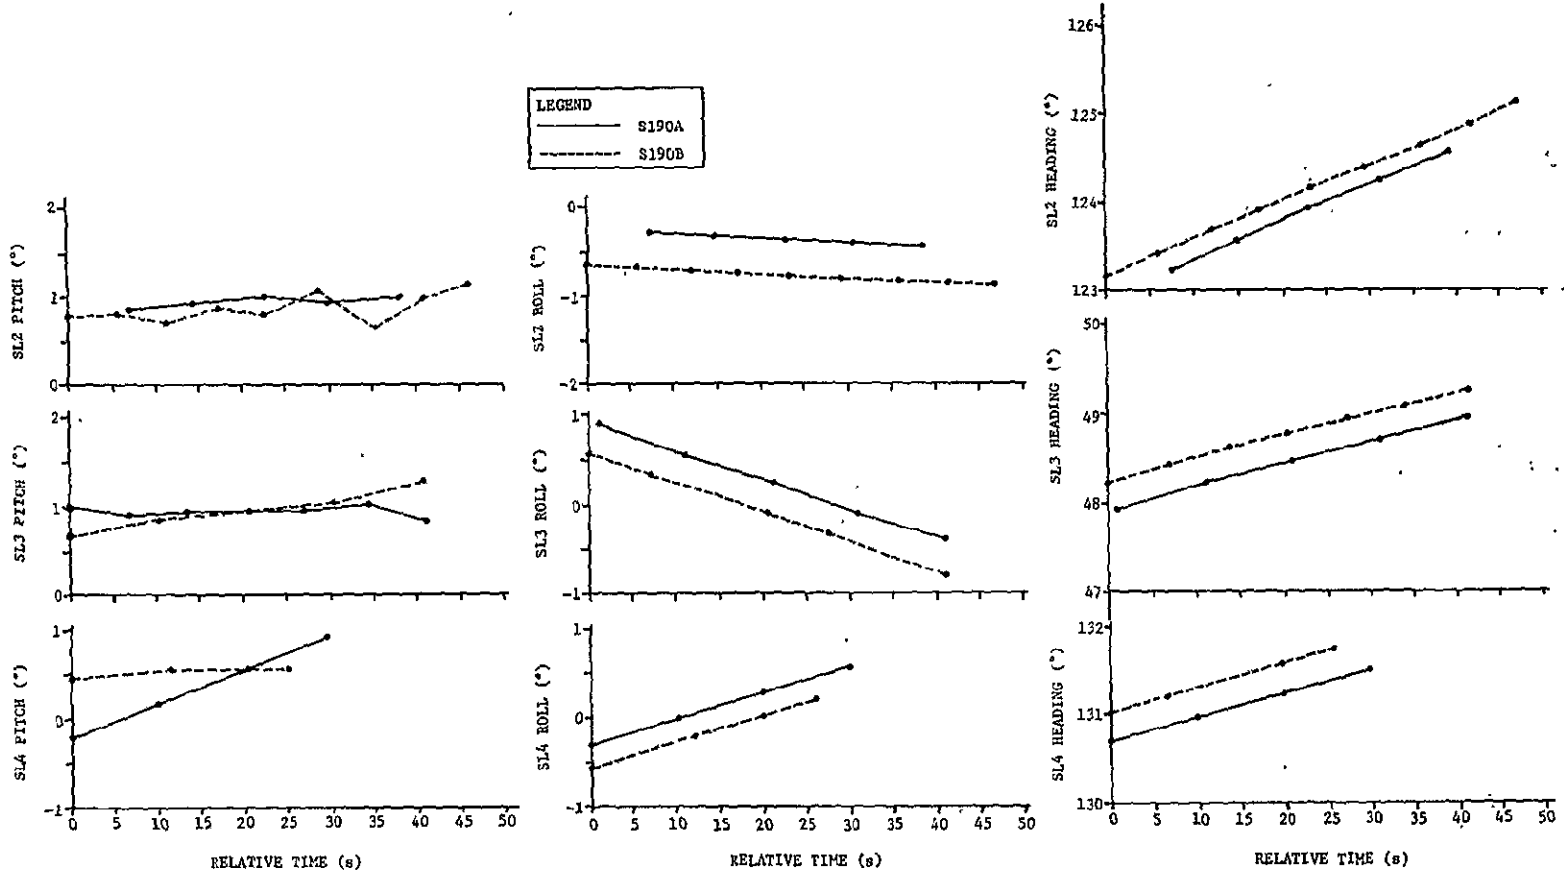 LEGEND
S190A
S190B
SL2 PITCH (°)
2
1
0
SL2 ROLL (°)
0
-1
-2
SL2 HEADING (°)
126
125
124
123
SL3 PITCH (°)
2
1
0
SL3 ROLL (°)
1
0
-1
SL3 HEADING (°)
50
49
48
47
SL4 PITCH (°)
1
0
-1
0 5 10 15 20 25 30 35 40 45 50
RELATIVE TIME (s)
SL4 ROLL (°)
1
0
-1
0 5 10 15 20 25 30 35 40 45 50
RELATIVE TIME (s)
SL4 HEADING (°)
132
131
130
0 5 10 15 20 25 30 35 40 45 50
RELATIVE TIME (s)